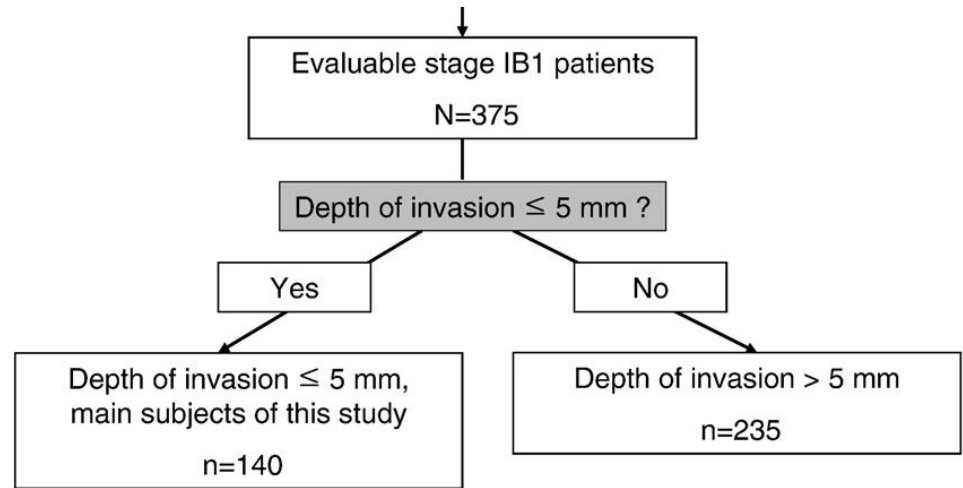 Evaluable stage IB1 patients
N=375
Depth of invasion ≦ 5 mm ?
Yes
No
Depth of invasion ≦ 5 mm,
main subjects of this study
n=140
Depth of invasion > 5 mm
n=235